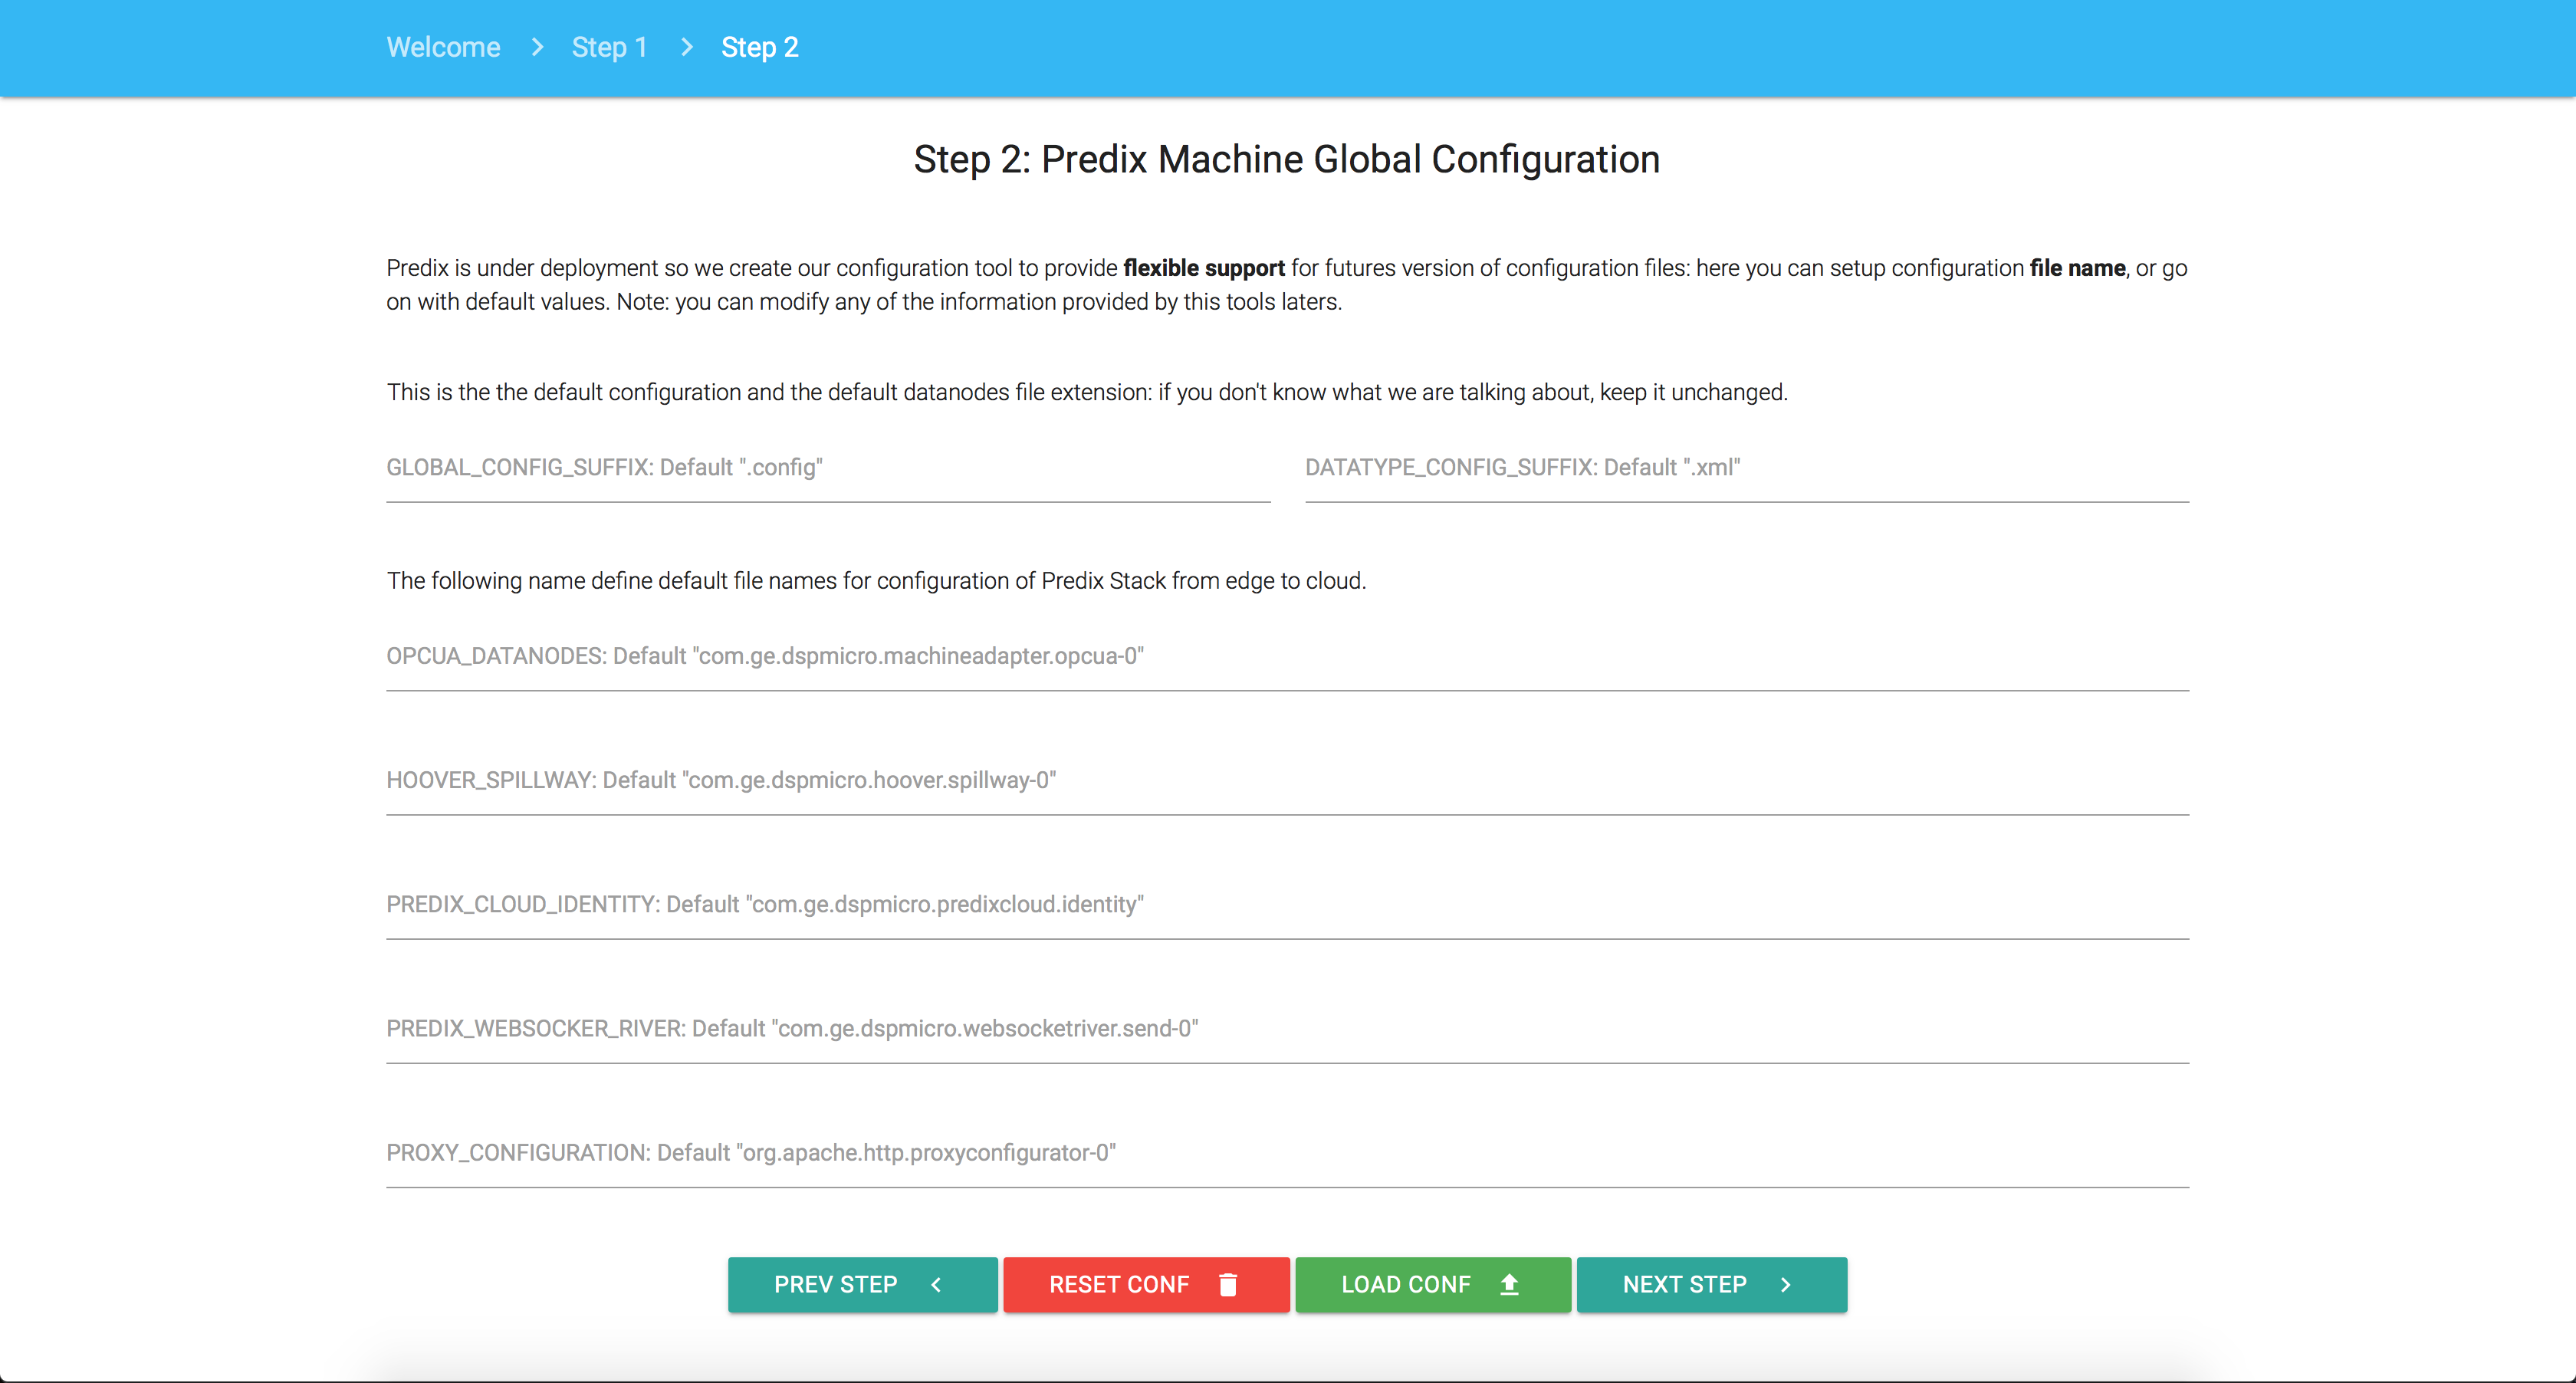 Welcome > Step 1 > Step 2
Step 2: Predix Machine Global Configuration
Predix is under deployment so we create our configuration tool to provide flexible support for futures version of configuration files: here you can setup configuration file name, or go
on with default values. Note: you can modify any of the information provided by this tools laters.
This is the the default configuration and the default datanodes file extension: if you don't know what we are talking about, keep it unchanged.
GLOBAL_CONFIG_SUFFIX: Default ".config" DATATYPE_CONFIG_SUFFIX: Default ".xml"
The following name define default file names for configuration of Predix Stack from edge to cloud.
OPCUA_DATANODES: Default "com.ge.dspmicro.machineadapter.opcua-0"
HOOVER_SPILLWAY: Default "com.ge.dspmicro.hoover.spillway-0"
PREDIX_CLOUD_IDENTITY: Default "com.ge.dspmicro.predixcloud.identity"
PREDIX_WEBSOCKER_RIVER: Default "com.ge.dspmicro.websocketriver.send-0"
PROXY_CONFIGURATION: Default "org.apache.http.proxyconfigurator-0"
PREV STEP RESET CONF LOAD CONF NEXT STEP